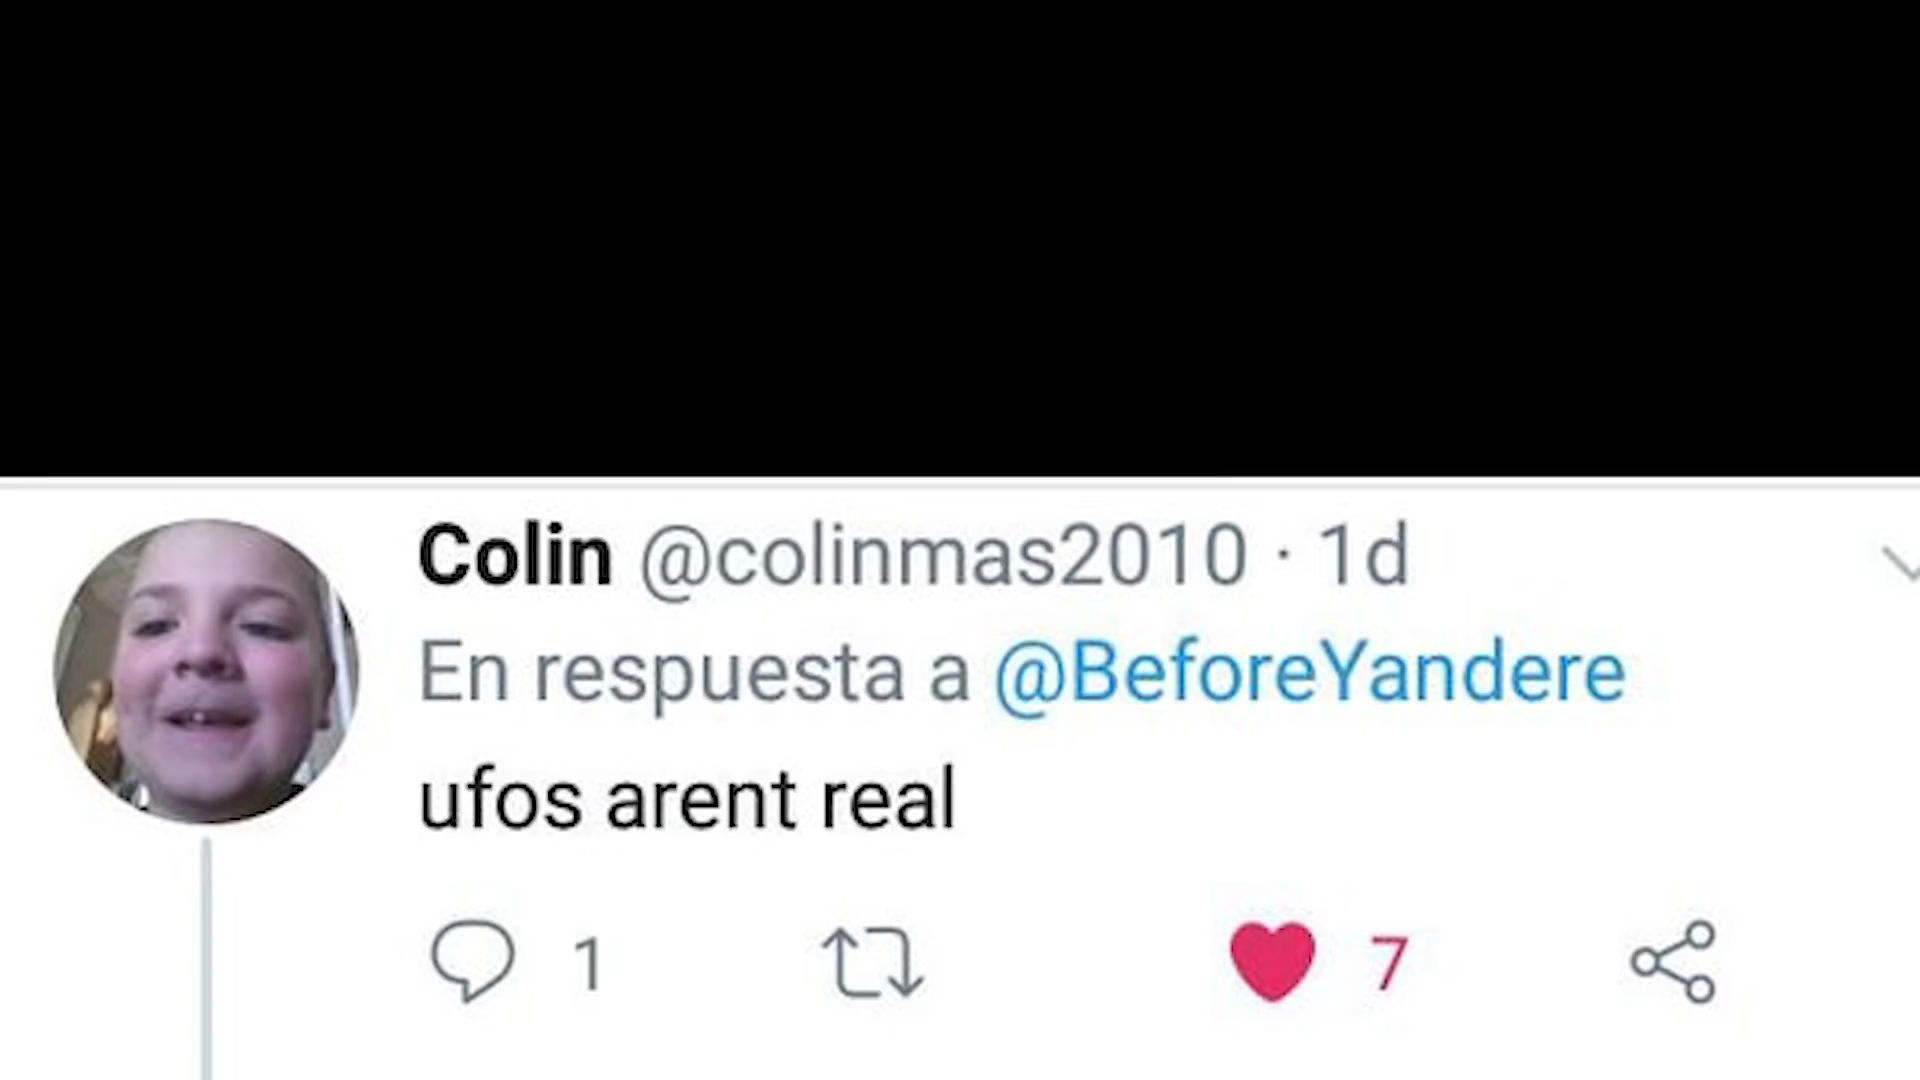 Colin @colinmas2010 · 1d
En respuesta a @BeforeYandere
ufos arent real
1 7